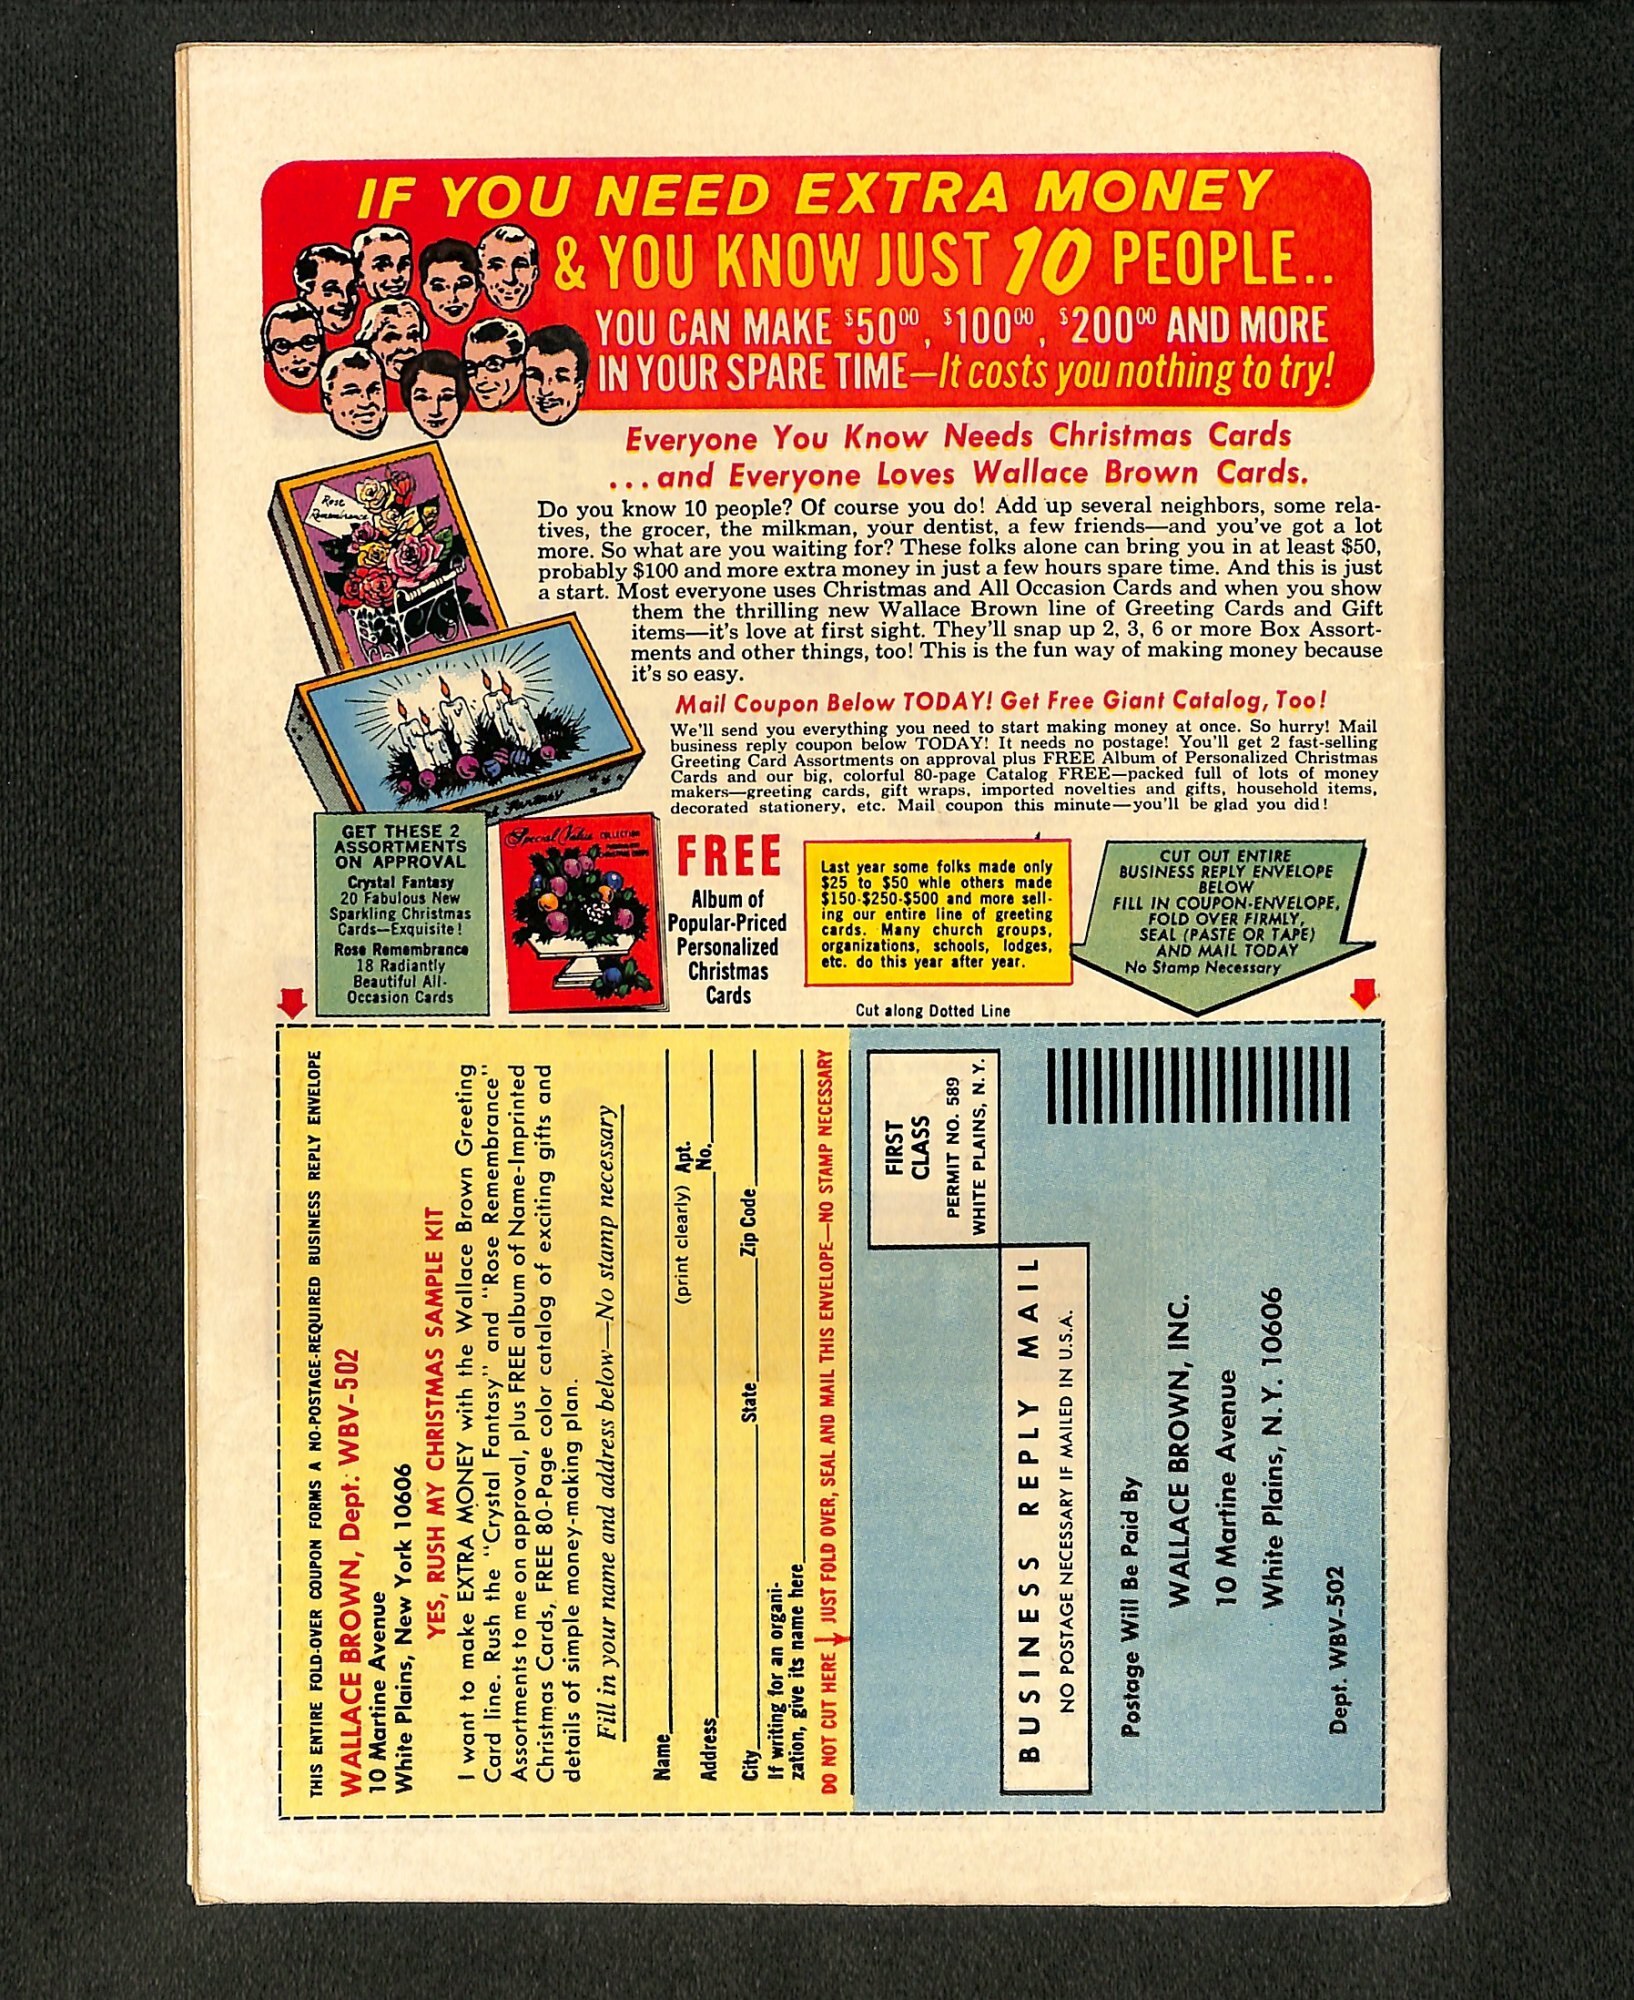 IF YOU NEED EXTRA MONEY
& YOU KNOW JUST 10 PEOPLE..
YOU CAN MAKE $5000, $10000, $20000 AND MORE
IN YOUR SPARE TIME—It costs you nothing to try!
Everyone You Know Needs Christmas Cards
...and Everyone Loves Wallace Brown Cards.
Rose
Remembrance
Do you know 10 people? Of course you do! Add up several neighbors, some rela-
tives, the grocer, the milkman, your dentist, a few friends—and you've got a lot
more. So what are you waiting for? These folks alone can bring you in at least $50,
probably $100 and more extra money in just a few hours spare time. And this is just
a start. Most everyone uses Christmas and All Occasion Cards and when you show
them the thrilling new Wallace Brown line of Greeting Cards and Gift
items—it's love at first sight. They'll snap up 2, 3, 6 or more Box Assort-
ments and other things, too! This is the fun way of making money because
it's so easy.
Mail Coupon Below TODAY! Get Free Giant Catalog, Too!
We'll send you everything you need to start making money at once. So hurry! Mail
business reply coupon below TODAY! It needs no postage! You'll get 2 fast-selling
Greeting Card Assortments on approval plus FREE Album of Personalized Christmas
Cards and our big, colorful 80-page Catalog FREE—packed full of lots of money
makers—greeting cards, gift wraps, imported novelties and gifts, household items,
decorated stationery, etc. Mail coupon this minute—you'll be glad you did!
Fantasy
GET THESE 2
ASSORTMENTS
ON APPROVAL
Crystal Fantasy
20 Fabulous New
Sparkling Christmas
Cards—Exquisite!
Rose Remembrance
18 Radiantly
Beautiful All-
Occasion Cards
Special Value COLLECTION
FREE
Album of
Popular-Priced
Personalized
Christmas
Cards
Last year some folks made only
$25 to $50 whle others made
$150-$250-$500 and more sell-
ing our entire line of greeting
cards. Many church groups,
organizations, schools, lodges,
etc. do this year after year.
CUT OUT ENTIRE
BUSINESS REPLY ENVELOPE
BELOW
FILL IN COUPON-ENVELOPE,
FOLD OVER FIRMLY,
SEAL (PASTE OR TAPE)
AND MAIL TODAY
No Stamp Necessary
Cut along Dotted Line
THIS ENTIRE FOLD-OVER COUPON FORMS A NO-POSTAGE-REQUIRED BUSINESS REPLY ENVELOPE
WALLACE BROWN, Dept. WBV-502
10 Martine Avenue
White Plains, New York 10606
YES, RUSH MY CHRISTMAS SAMPLE KIT
I want to make EXTRA MONEY with the Wallace Brown Greeting
Card line. Rush the "Crystal Fantasy" and "Rose Remembrance"
Assortments to me on approval, plus FREE album of Name-Imprinted
Christmas Cards, FREE 80-Page color catalog of exciting gifts and
details of simple money-making plan.
Fill in your name and address below—No stamp necessary
Name
(print clearly)
Address Apt. No.
City State Zip Code
If writing for an organi-
zation, give its name here
DO NOT CUT HERE JUST FOLD OVER, SEAL AND MAIL THIS ENVELOPE—NO STAMP NECESSARY
FIRST
CLASS
PERMIT NO. 589
WHITE PLAINS, N. Y.
BUSINESS REPLY MAIL
NO POSTAGE NECESSARY IF MAILED IN U.S.A.
Postage Will Be Paid By
WALLACE BROWN, INC.
10 Martine Avenue
White Plains, N. Y. 10606
Dept. WBV-502